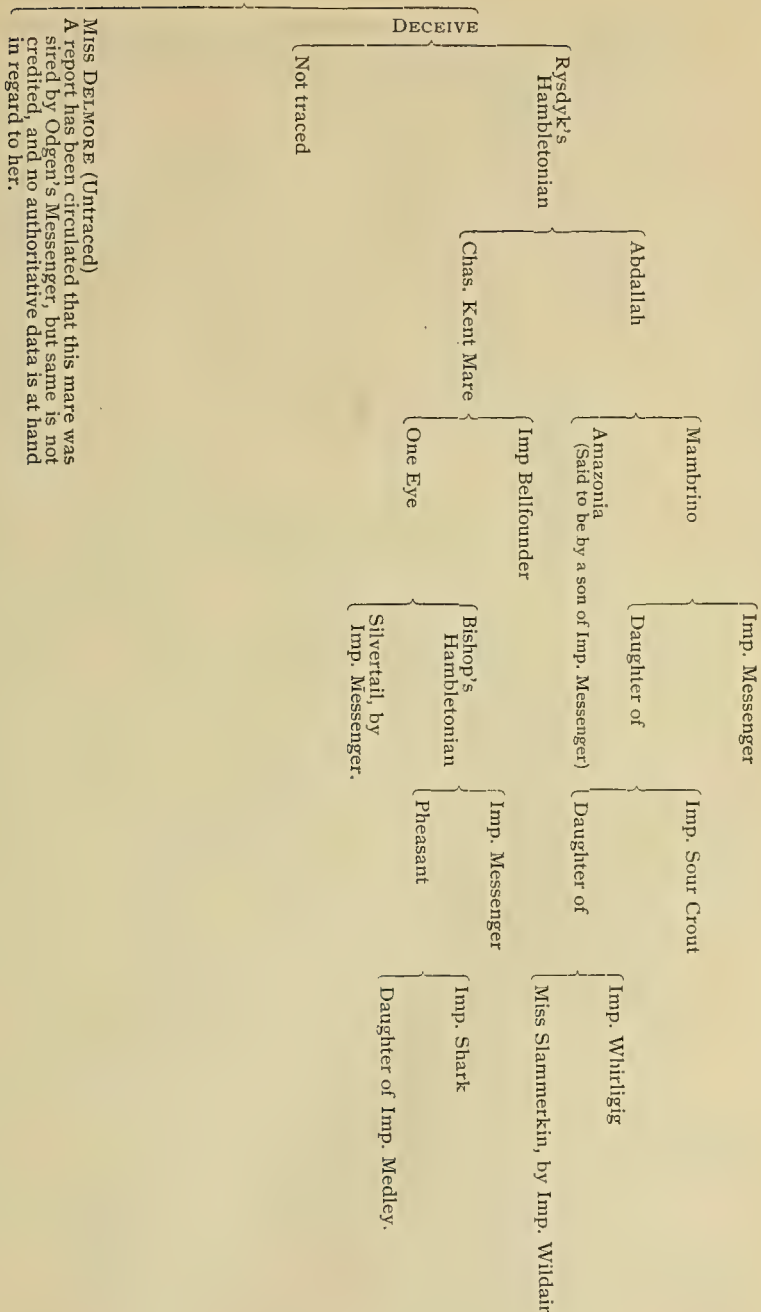 Imp. Messenger
Mambrino
Imp. Sour Crout
Daughter of
Imp. Whirligig
Daughter of
Miss Slammerkin, by Imp. Wildair
Abdallah
Amazonia
(Said to be by a son of Imp. Messenger)
Rysdyk's
Hambletonian
Imp Bellfounder
Chas. Kent Mare
Imp. Messenger
Bishop's
Hambletonian
Imp. Shark
Pheasant
Daughter of Imp. Medley.
One Eye
Silvertail, by
Imp. Messenger.
DECEIVE
Not traced
MISS DELMORE (Untraced)
A report has been circulated that this mare was
sired by Odgen's Messenger, but same is not
credited, and no authoritative data is at hand
in regard to her.